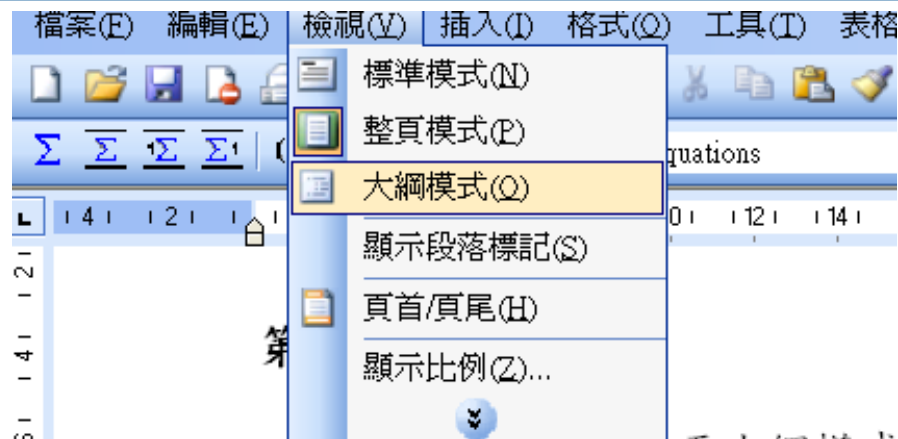 檔案(F) 編輯(E) 檢視(V) 插入(I) 格式(O) 工具(T) 表格
標準模式(N)
整頁模式(P)
Σ Σ Σ Σ quations
大綱模式(O)
4 2 12 14
顯示段落標記(S)
2
頁首/頁尾(H)
第
4
顯示比例(Z)...